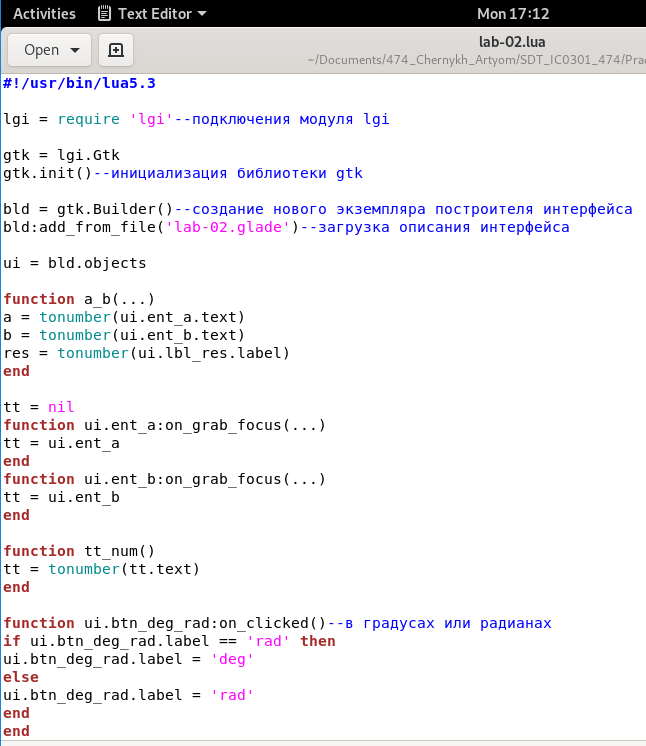 Activities Text Editor Mon 17:12
Open
lab-02.lua
~/Documents/474_Chernykh_Artyom/SDT_IC0301_474/Prac
#!/usr/bin/lua5.3
lgi = require 'lgi'--подключения модуля lgi
gtk = lgi.Gtk
gtk.init()--инициализация библиотеки gtk
bld = gtk.Builder()--создание нового экземпляра построителя интерфейса
bld:add_from_file('lab-02.glade')--загрузка описания интерфейса
ui = bld.objects
function a_b(...)
a = tonumber(ui.ent_a.text)
b = tonumber(ui.ent_b.text)
res = tonumber(ui.lbl_res.label)
end
tt = nil
function ui.ent_a:on_grab_focus(...)
tt = ui.ent_a
end
function ui.ent_b:on_grab_focus(...)
tt = ui.ent_b
end
function tt_num()
tt = tonumber(tt.text)
end
function ui.btn_deg_rad:on_clicked()--в градусах или радианах
if ui.btn_deg_rad.label == 'rad' then
ui.btn_deg_rad.label = 'deg'
else
ui.btn_deg_rad.label = 'rad'
end
end